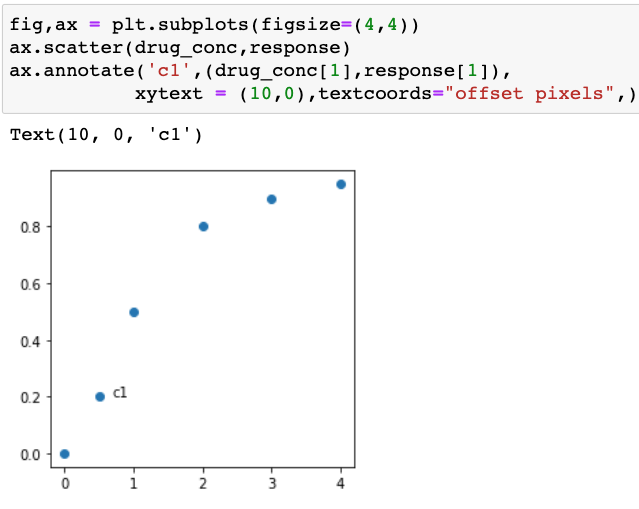 fig,ax = plt.subplots(figsize=(4,4))
ax.scatter(drug_conc,response)
ax.annotate('c1',(drug_conc[1],response[1]),
xytext = (10,0),textcoords="offset pixels",)
Text(10, 0, 'c1')
0.8
0.6
0.4
0.2
c1
0.0
0 1 2 3 4